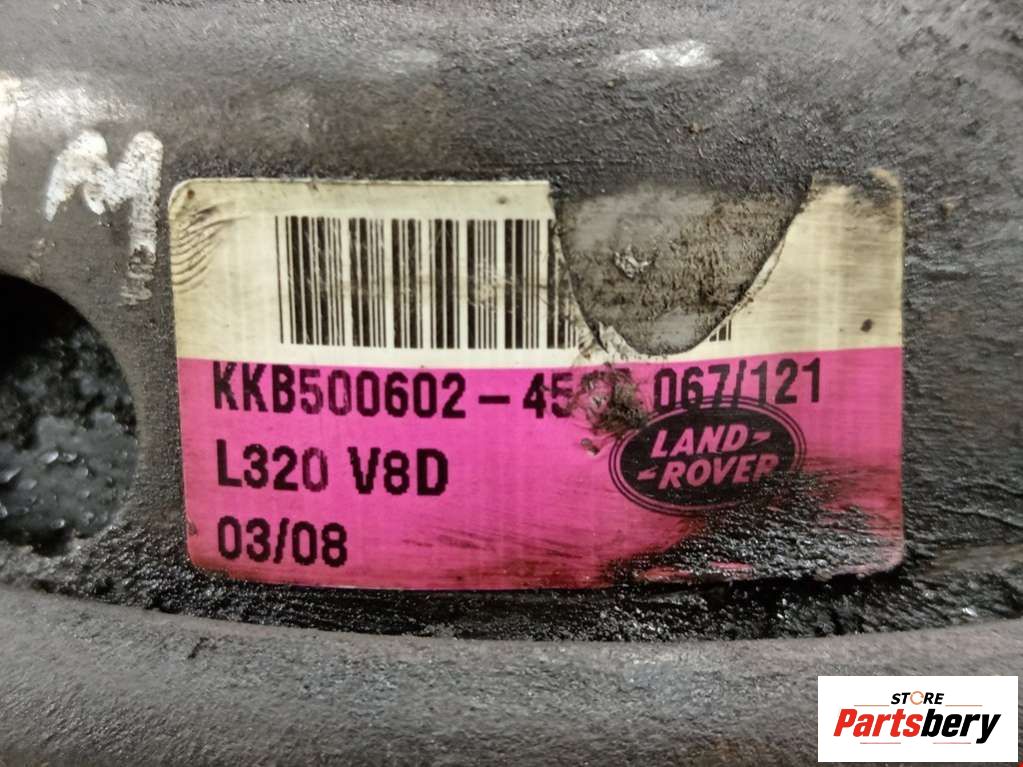 M
KKB500602-45 067/121
L320 V8D
LAND-
-ROVER
03/08
STORE
Partsbery